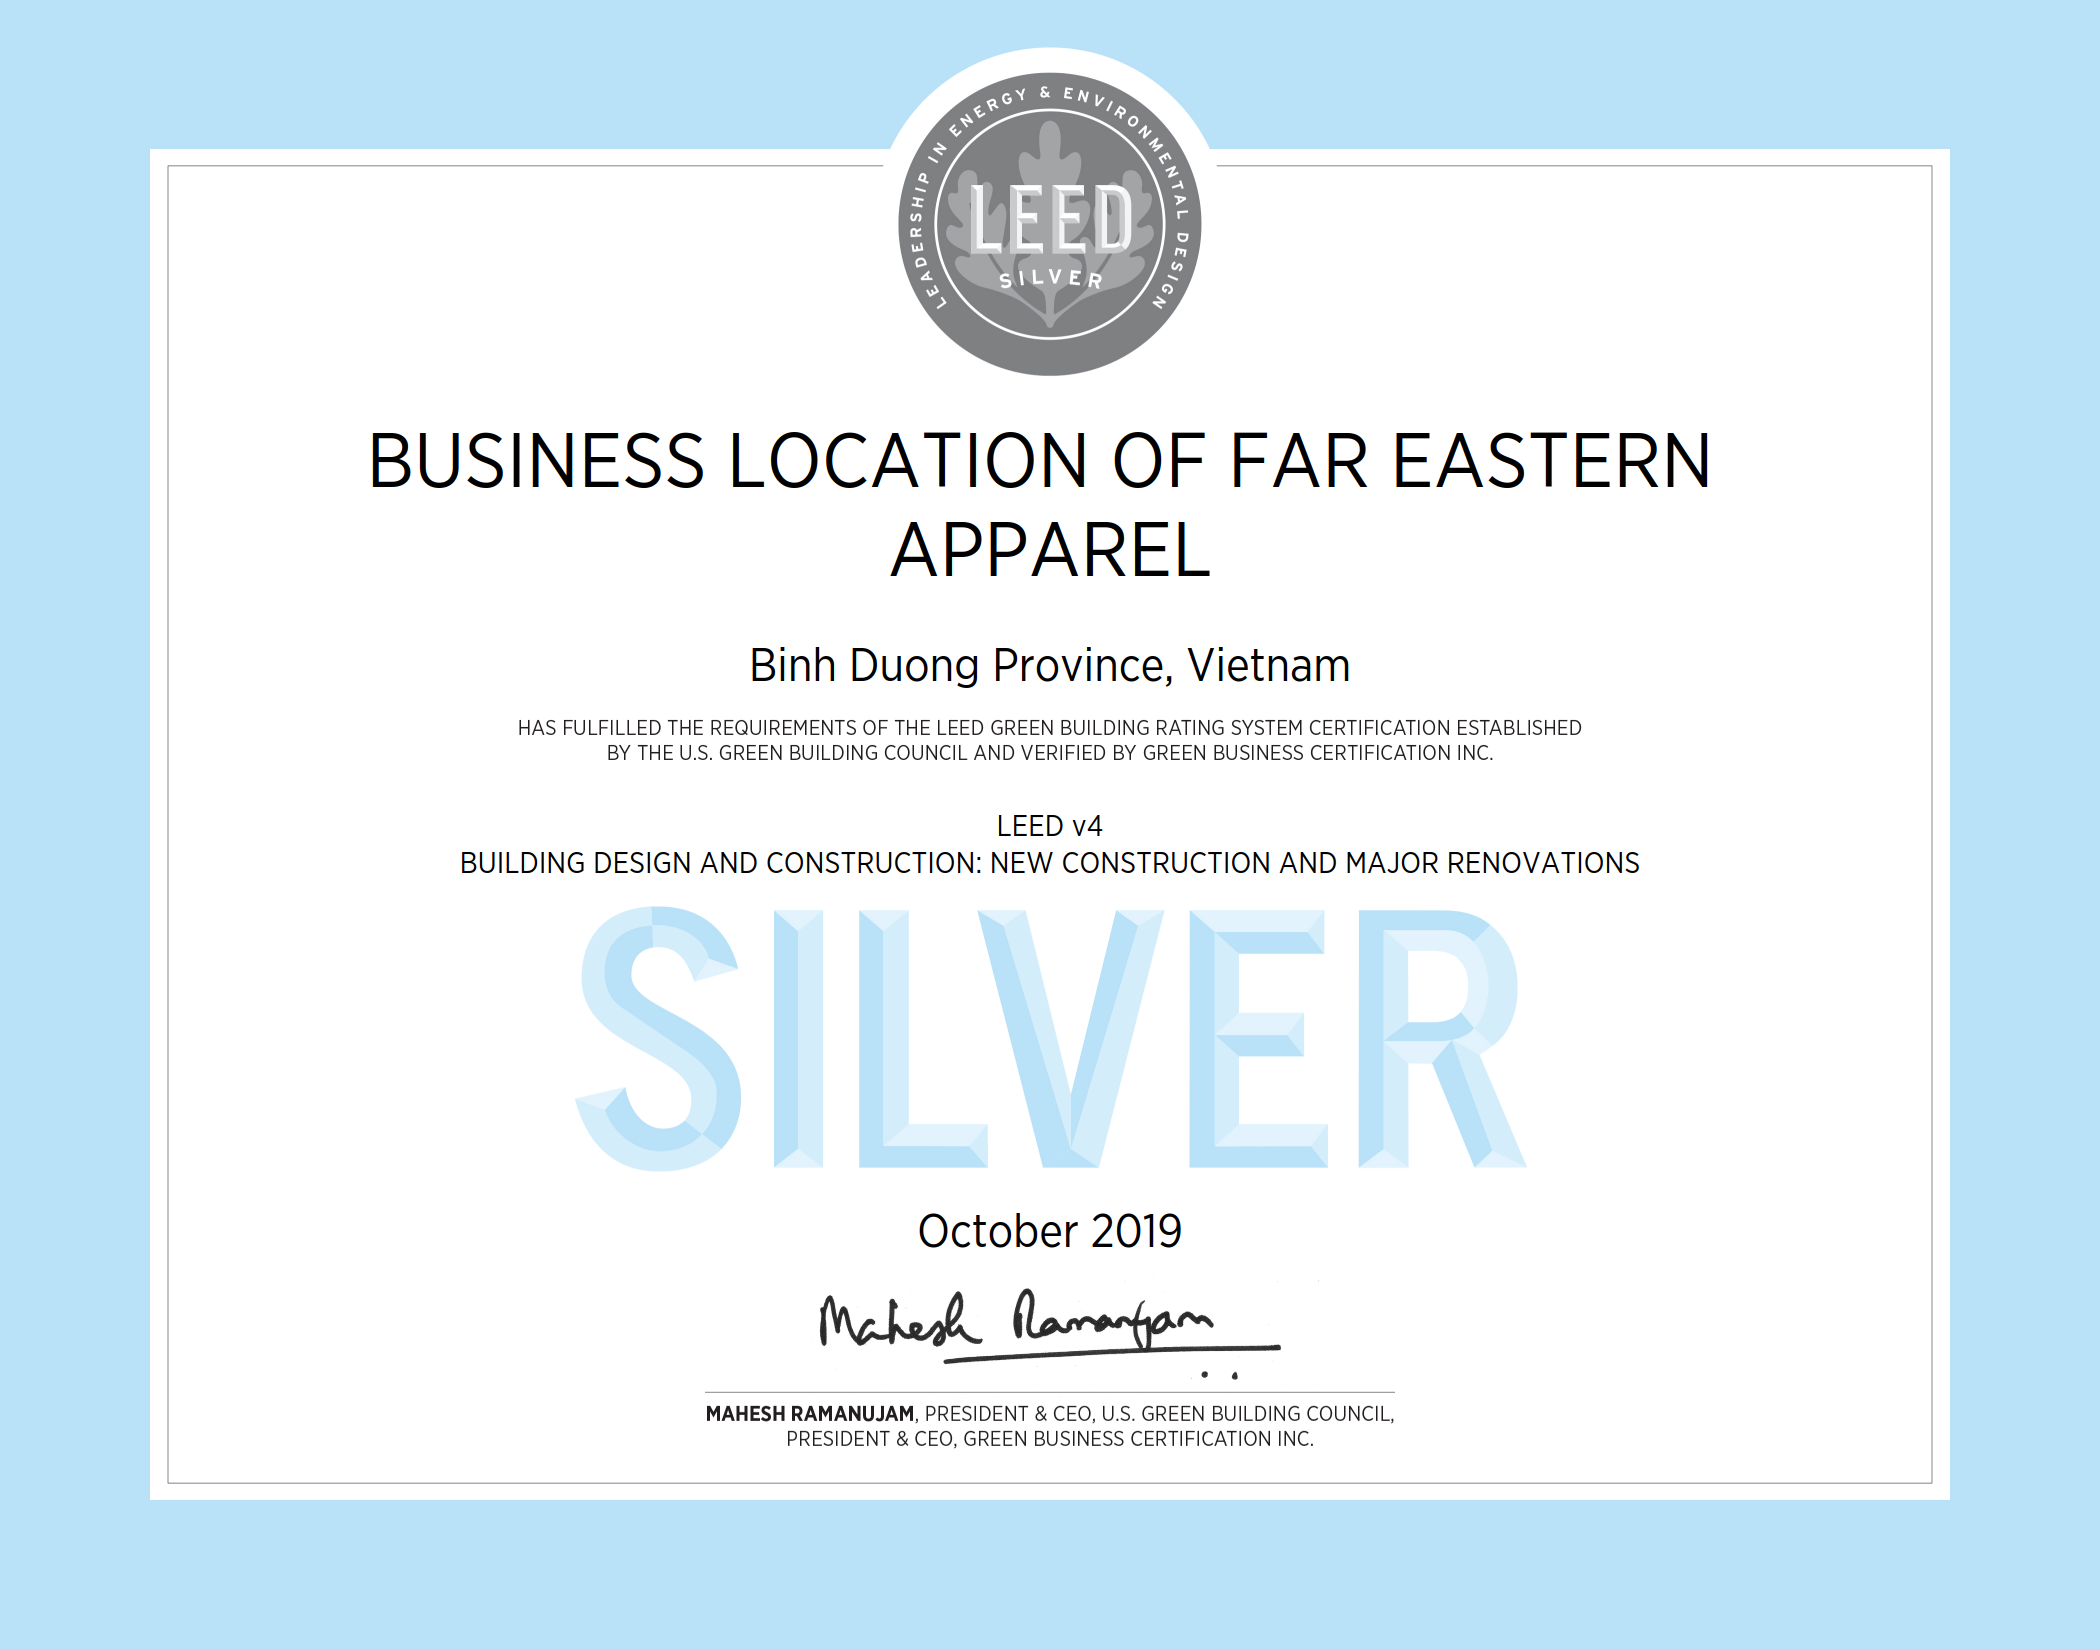 LEADERSHIP IN ENERGY & ENVIRONMENTAL DESIGN
LEED
SILVER
BUSINESS LOCATION OF FAR EASTERN
APPAREL
Binh Duong Province, Vietnam
HAS FULFILLED THE REQUIREMENTS OF THE LEED GREEN BUILDING RATING SYSTEM CERTIFICATION ESTABLISHED
BY THE U.S. GREEN BUILDING COUNCIL AND VERIFIED BY GREEN BUSINESS CERTIFICATION INC.
LEED v4
BUILDING DESIGN AND CONSTRUCTION: NEW CONSTRUCTION AND MAJOR RENOVATIONS
SILVER
October 2019
Mahesh Ramanujam
MAHESH RAMANUJAM, PRESIDENT & CEO, U.S. GREEN BUILDING COUNCIL,
PRESIDENT & CEO, GREEN BUSINESS CERTIFICATION INC.